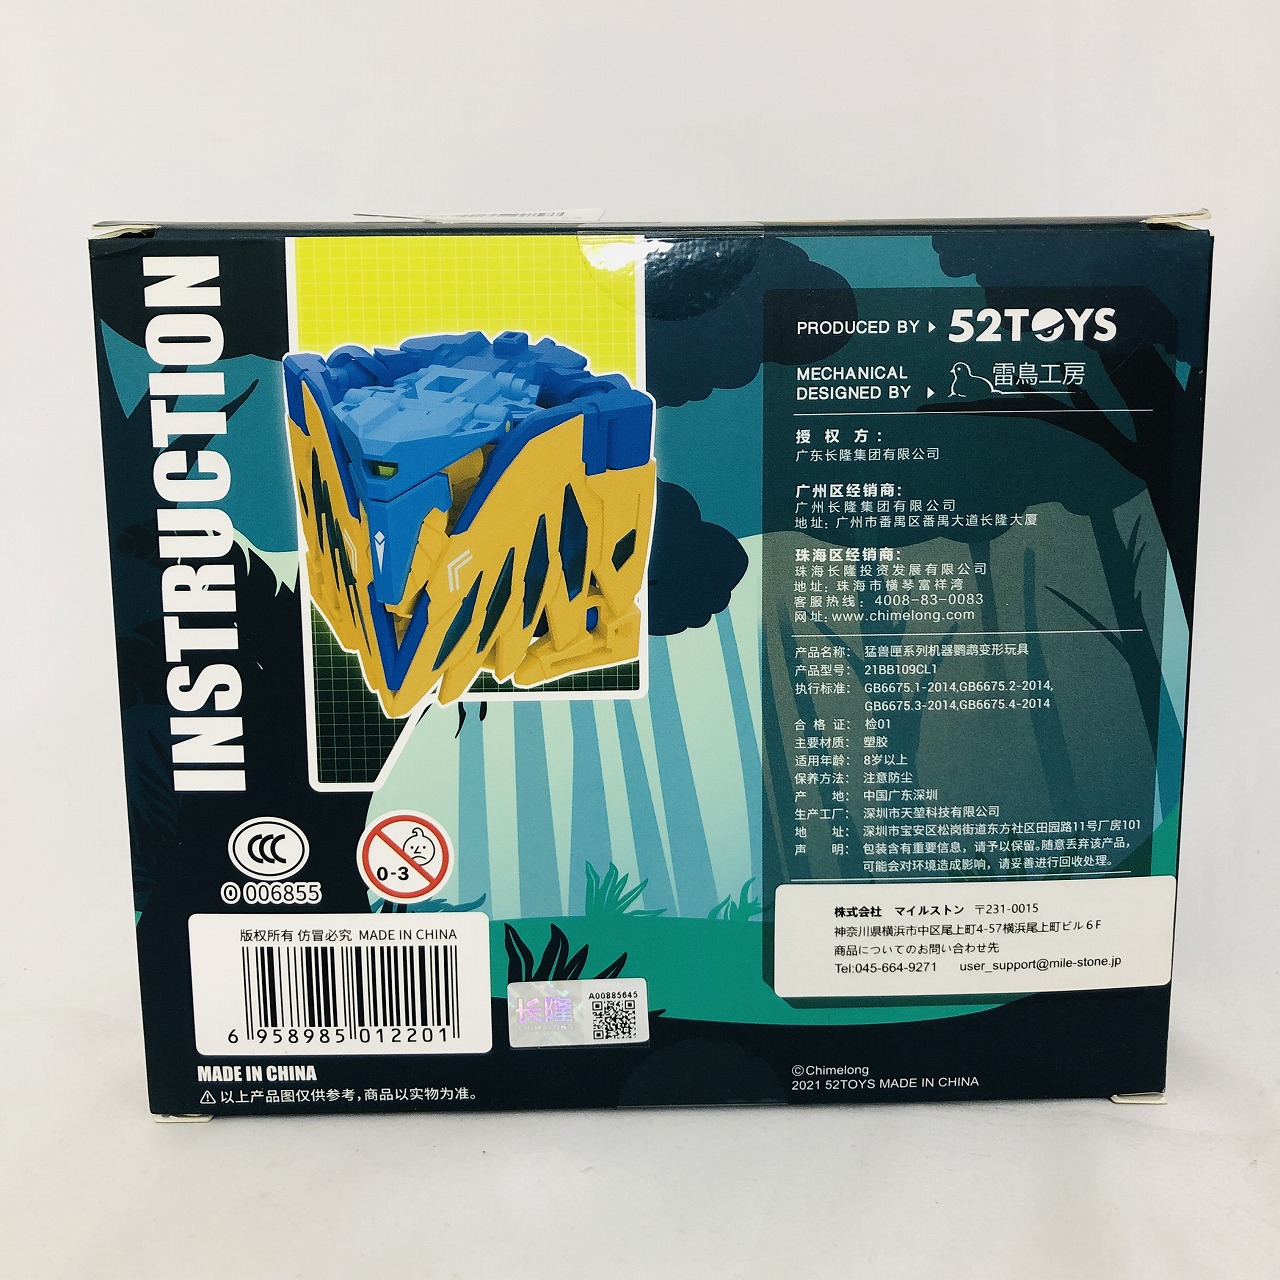 INSTRUCTION
PRODUCED BY 52TOYS
MECHANICAL
DESIGNED BY 雷鳥工房
授 权 方：
广东长隆集团有限公司
广州区经销商：
广州长隆集团有限公司
地址：广州市番禺区番禺大道长隆大厦
珠海区经销商：
珠海长隆投资发展有限公司
地址：珠海市横琴富祥湾
客服热线：4008-83-0083
网址：www.chimelong.com
产品名称： 猛兽匣系列机器鹦鹉变形玩具
产品型号： 21BB109CL1
执行标准： GB6675.1-2014,GB6675.2-2014,
GB6675.3-2014,GB6675.4-2014
合 格 证： 检01
主要材质： 塑胶
适用年龄： 8岁以上
保养方法： 注意防尘
产 地： 中国广东深圳
生产工厂： 深圳市天堃科技有限公司
地 址： 深圳市宝安区松岗街道东方社区田园路11号厂房101
声 明： 包装含有重要信息，请予以保留。随意丢弃该产品，
可能会对环境造成影响，请妥善进行回收处理。
株式会社 マイルストン 〒231-0015
神奈川県横浜市中区尾上町4-57横浜尾上町ビル６F
商品についてのお問い合わせ先
Tel:045-664-9271 user_support@mile-stone.jp
©Chimelong
2021 52TOYS MADE IN CHINA
CCC
006855
0-3
版权所有 仿冒必究 MADE IN CHINA
6 958985 012201
长隆
CHIMELONG
A00885645
MADE IN CHINA
以上产品图仅供参考，商品以实物为准。